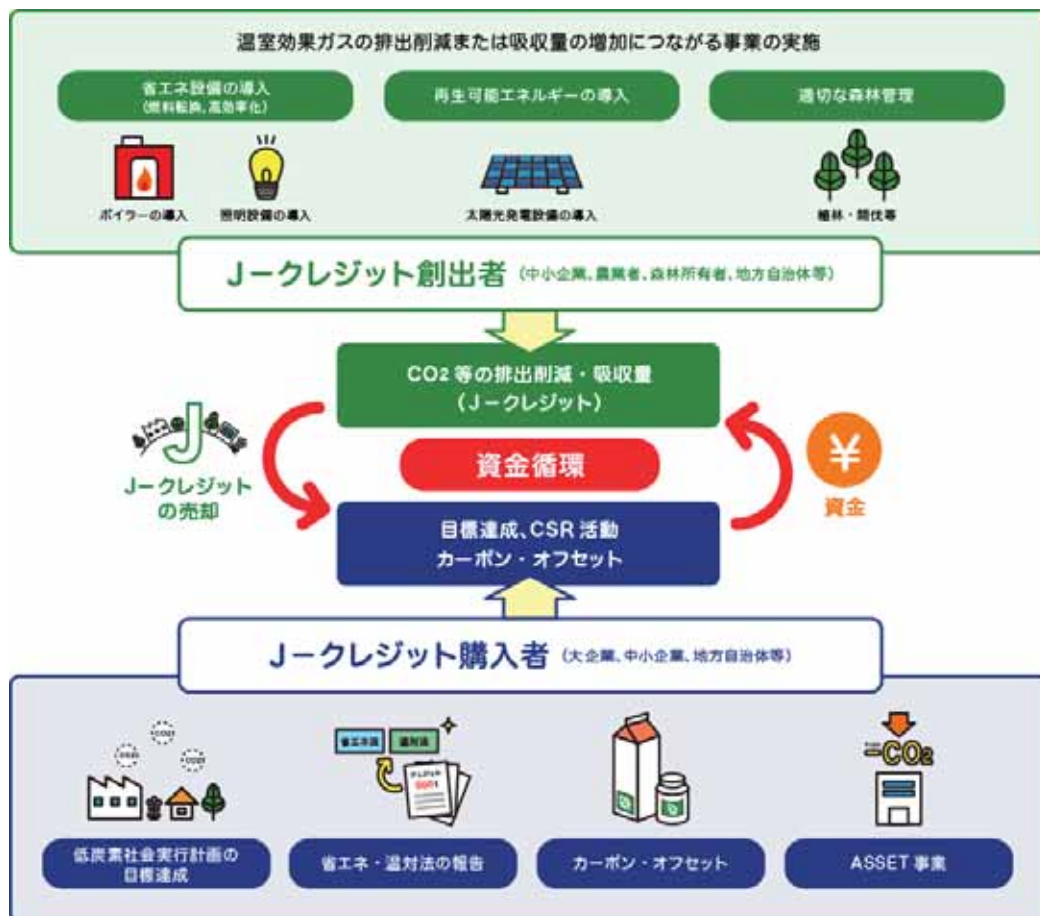 温室効果ガスの排出削減または吸収量の増加につながる事業の実施
省エネ設備の導入
(燃料転換、高効率化)
再生可能エネルギーの導入
適切な森林管理
ボイラーの導入
照明設備の導入
太陽光発電設備の導入
植林・間伐等
J-クレジット創出者 (中小企業、農業者、森林所有者、地方自治体等)
CO2 等の排出削減・吸収量
(J-クレジット)
J
J-クレジット
の売却
資金循環
¥
資金
目標達成、CSR 活動
カーボン・オフセット
J-クレジット購入者 (大企業、中小企業、地方自治体等)
省エネ法
温対法
-CO2
低炭素社会実行計画の
目標達成
省エネ・温対法の報告
カーボン・オフセット
ASSET 事業